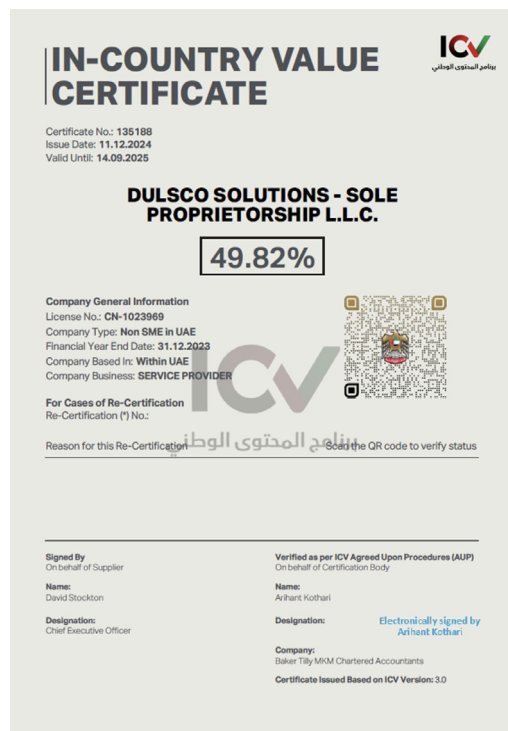 IN-COUNTRY VALUE
CERTIFICATE
ICV
برنامج المحتوى الوطني
Certificate No.: 135188
Issue Date: 11.12.2024
Valid Until: 14.09.2025
DULSCO SOLUTIONS - SOLE
PROPRIETORSHIP L.L.C.
49.82%
Company General Information
License No.: CN-1023969
Company Type: Non SME in UAE
Financial Year End Date: 31.12.2023
Company Based In: Within UAE
Company Business: SERVICE PROVIDER
ICV
برنامج المحتوى الوطني
For Cases of Re-Certification
Re-Certification (*) No.:
Reason for this Re-Certification
Scan the QR code to verify status
Signed By
On behalf of Supplier
Name:
David Stockton
Designation:
Chief Executive Officer
Verified as per ICV Agreed Upon Procedures (AUP)
On behalf of Certification Body
Name:
Arihant Kothari
Designation:
Electronically signed by
Arihant Kothari
Company:
Baker Tilly MKM Chartered Accountants
Certificate Issued Based on ICV Version: 3.0